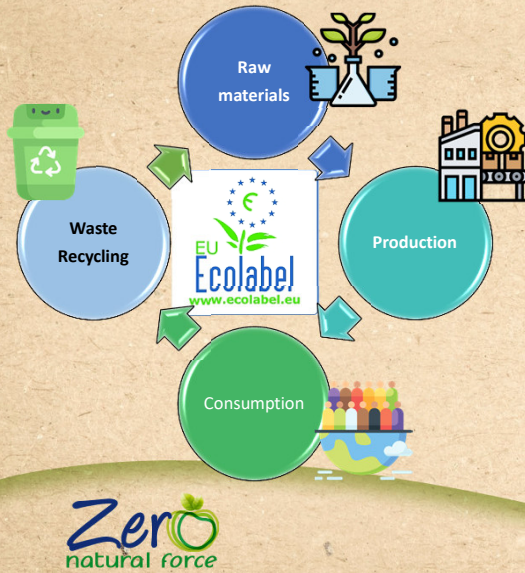 Raw
materials
Production
Waste
Recycling
EU
Ecolabel
www.ecolabel.eu
Consumption
Zero
natural force